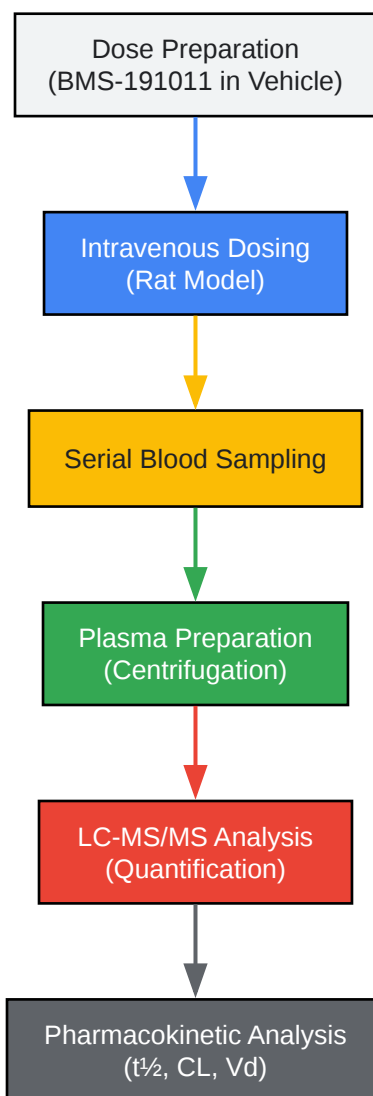 Dose Preparation
(BMS-191011 in Vehicle)
Intravenous Dosing
(Rat Model)
Serial Blood Sampling
Plasma Preparation
(Centrifugation)
LC-MS/MS Analysis
(Quantification)
Pharmacokinetic Analysis
(t½, CL, Vd)